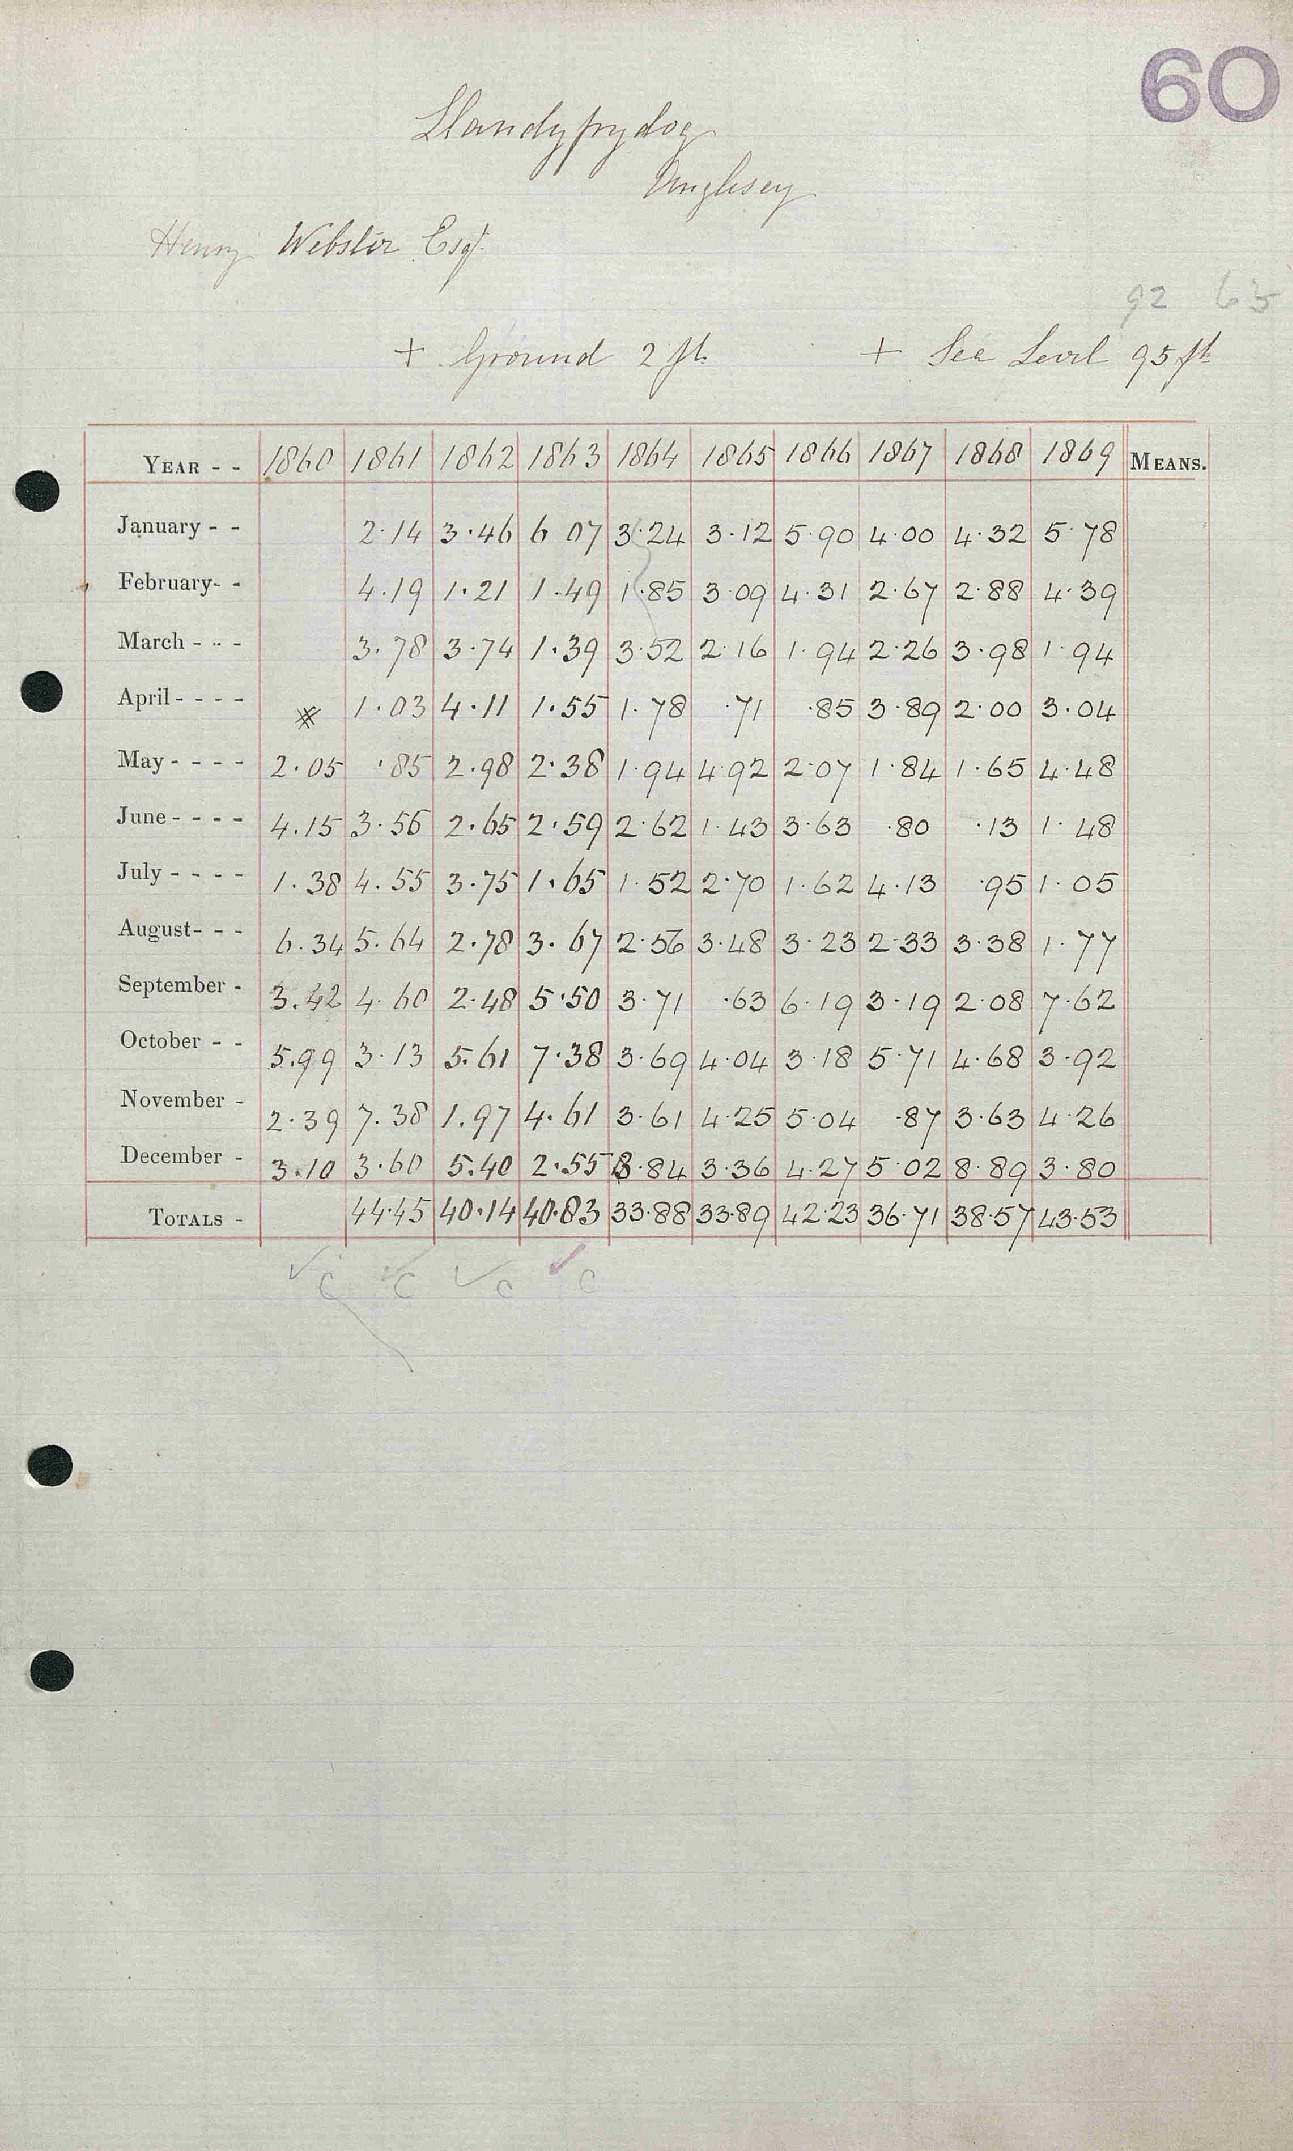 60
Llandyfrydog
Anglesey
Henry Webster Esqr.
92 65
+ Ground 2 ft. + Sea Level 95 ft
YEAR - - 1860 1861 1862 1863 1864 1865 1866 1867 1868 1869 MEANS.
January - - 2.14 3.46 6 07 3.24 3.12 5.90 4.00 4.32 5.78
February- - 4.19 1.21 1.49 1.85 3.09 4.31 2.67 2.88 4.39
March - - - 3.78 3.74 1.39 3.52 2.16 1.94 2.26 3.98 1.94
April - - - - * 1.03 4.11 1.55 1.78 .71 .85 3.89 2.00 3.04
May - - - - 2.05 .85 2.98 2.38 1.94 4.92 2.07 1.84 1.65 4.48
June - - - - 4.15 3.56 2.65 2.59 2.62 1.43 3.63 .80 .13 1.48
July - - - - 1.38 4.55 3.75 1.65 1.52 2.70 1.62 4.13 .95 1.05
August- - - 6.34 5.64 2.78 3.67 2.56 3.48 3.23 2.33 3.38 1.77
September - 3.42 4.60 2.48 5.50 3.71 .63 6.19 3.19 2.08 7.62
October - - 5.99 3.13 5.61 7.38 3.69 4.04 3.18 5.71 4.68 3.92
November - 2.39 7.38 1.97 4.61 3.61 4.25 5.04 .87 3.63 4.26
December - 3.10 3.60 5.40 2.55 3.84 3.36 4.27 5.02 8.89 3.80
TOTALS - 44.45 40.14 40.83 33.88 33.89 42.23 36.71 38.57 43.53
✓ c ✓ c ✓ c ✓ c